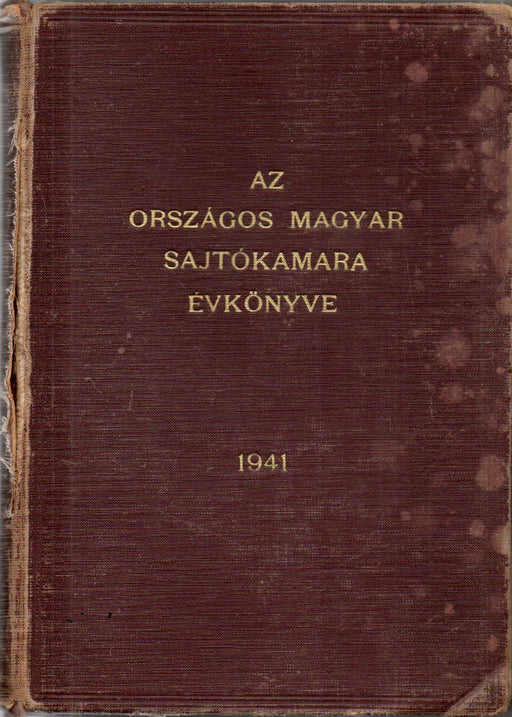 AZ
ORSZÁGOS MAGYAR
SAJTÓKAMARA
ÉVKÖNYVE
1941